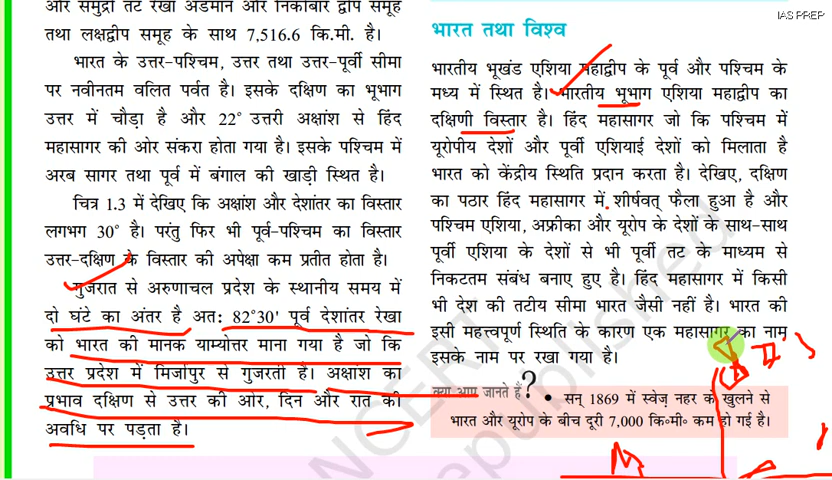 और समुद्री तट रेखा अंडमान और निकोबार द्वीप समूह
तथा लक्षद्वीप समूह के साथ 7,516.6 कि.मी. है।
भारत के उत्तर-पश्चिम, उत्तर तथा उत्तर-पूर्वी सीमा
पर नवीनतम वलित पर्वत है। इसके दक्षिण का भूभाग
उत्तर में चौड़ा है और 22° उत्तरी अक्षांश से हिंद
महासागर की ओर संकरा होता गया है। इसके पश्चिम में
अरब सागर तथा पूर्व में बंगाल की खाड़ी स्थित है।
चित्र 1.3 में देखिए कि अक्षांश और देशांतर का विस्तार
लगभग 30° है। परंतु फिर भी पूर्व-पश्चिम का विस्तार
उत्तर-दक्षिण के विस्तार की अपेक्षा कम प्रतीत होता है।
गुजरात से अरुणाचल प्रदेश के स्थानीय समय में
दो घंटे का अंतर है अतः 82°30' पूर्व देशांतर रेखा
को भारत की मानक याम्योत्तर माना गया है जो कि
उत्तर प्रदेश में मिर्जापुर से गुजरती है। अक्षांश का
प्रभाव दक्षिण से उत्तर की ओर, दिन और रात की
अवधि पर पड़ता है।
IAS PREP
भारत तथा विश्व
भारतीय भूखंड एशिया महाद्वीप के पूर्व और पश्चिम के
मध्य में स्थित है। भारतीय भूभाग एशिया महाद्वीप का
दक्षिणी विस्तार है। हिंद महासागर जो कि पश्चिम में
यूरोपीय देशों और पूर्वी एशियाई देशों को मिलाता है
भारत को केंद्रीय स्थिति प्रदान करता है। देखिए, दक्षिण
का पठार हिंद महासागर में शीर्षवत् फैला हुआ है और
पश्चिम एशिया, अफ्रीका और यूरोप के देशों के साथ-साथ
पूर्वी एशिया के देशों से भी पूर्वी तट के माध्यम से
निकटतम संबंध बनाए हुए है। हिंद महासागर में किसी
भी देश की तटीय सीमा भारत जैसी नहीं है। भारत की
इसी महत्त्वपूर्ण स्थिति के कारण एक महासागर का नाम
इसके नाम पर रखा गया है।
क्या आप जानते हैं ?
• सन् 1869 में स्वेज़ नहर के खुलने से
भारत और यूरोप के बीच दूरी 7,000 कि॰मी॰ कम हो गई है।